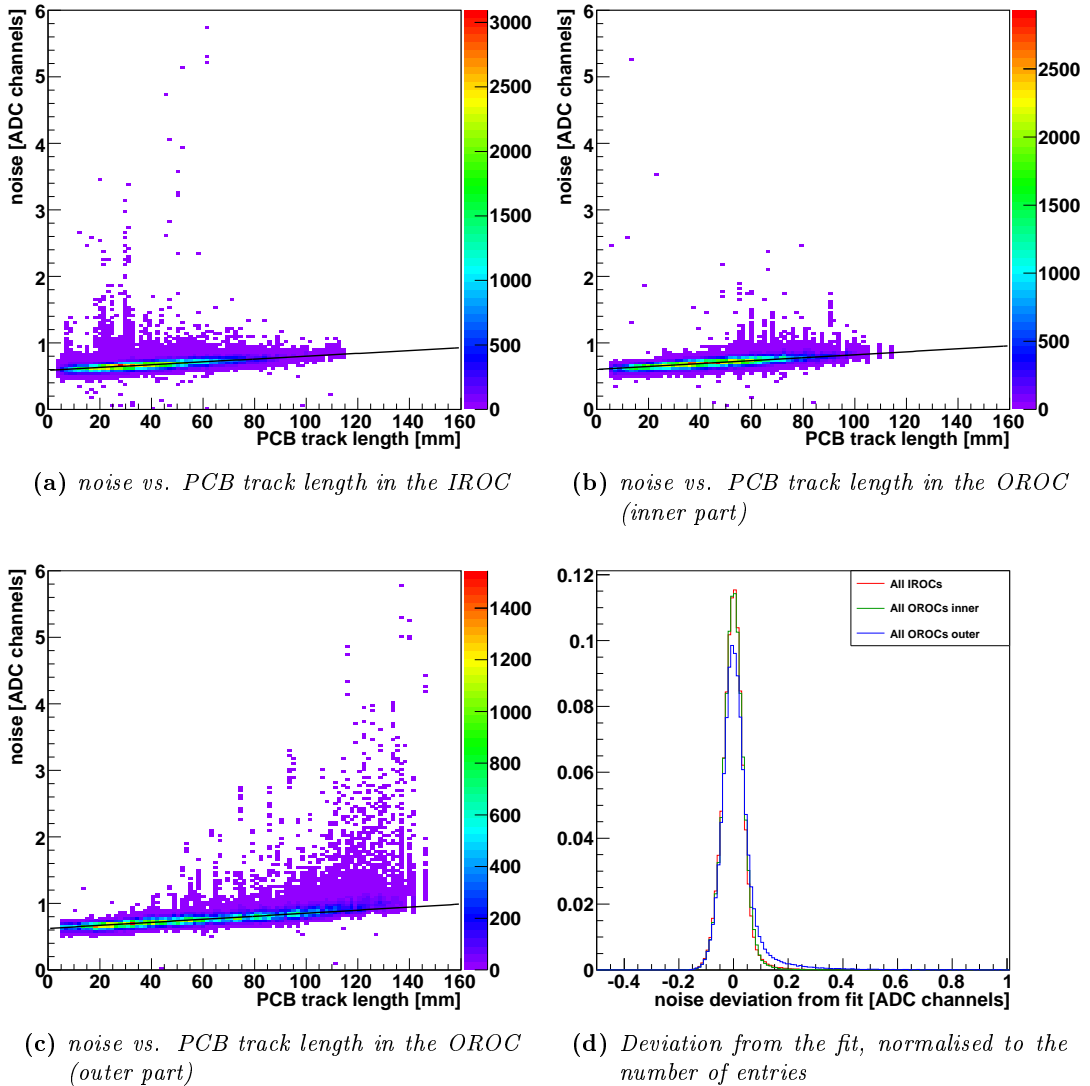 6
5
4
3
2
1
0
noise [ADC channels]
0 20 40 60 80 100 120 140 160
PCB track length [mm]
3000
2500
2000
1500
1000
500
0
(a) noise vs. PCB track length in the IROC
6
5
4
3
2
1
0
noise [ADC channels]
0 20 40 60 80 100 120 140 160
PCB track length [mm]
2500
2000
1500
1000
500
0
(b) noise vs. PCB track length in the OROC
(inner part)
6
5
4
3
2
1
0
noise [ADC channels]
0 20 40 60 80 100 120 140 160
PCB track length [mm]
1400
1200
1000
800
600
400
200
0
(c) noise vs. PCB track length in the OROC
(outer part)
0.12
0.1
0.08
0.06
0.04
0.02
0
All IROCs
All OROCs inner
All OROCs outer
-0.4 -0.2 0 0.2 0.4 0.6 0.8 1
noise deviation from fit [ADC channels]
(d) Deviation from the fit, normalised to the
number of entries